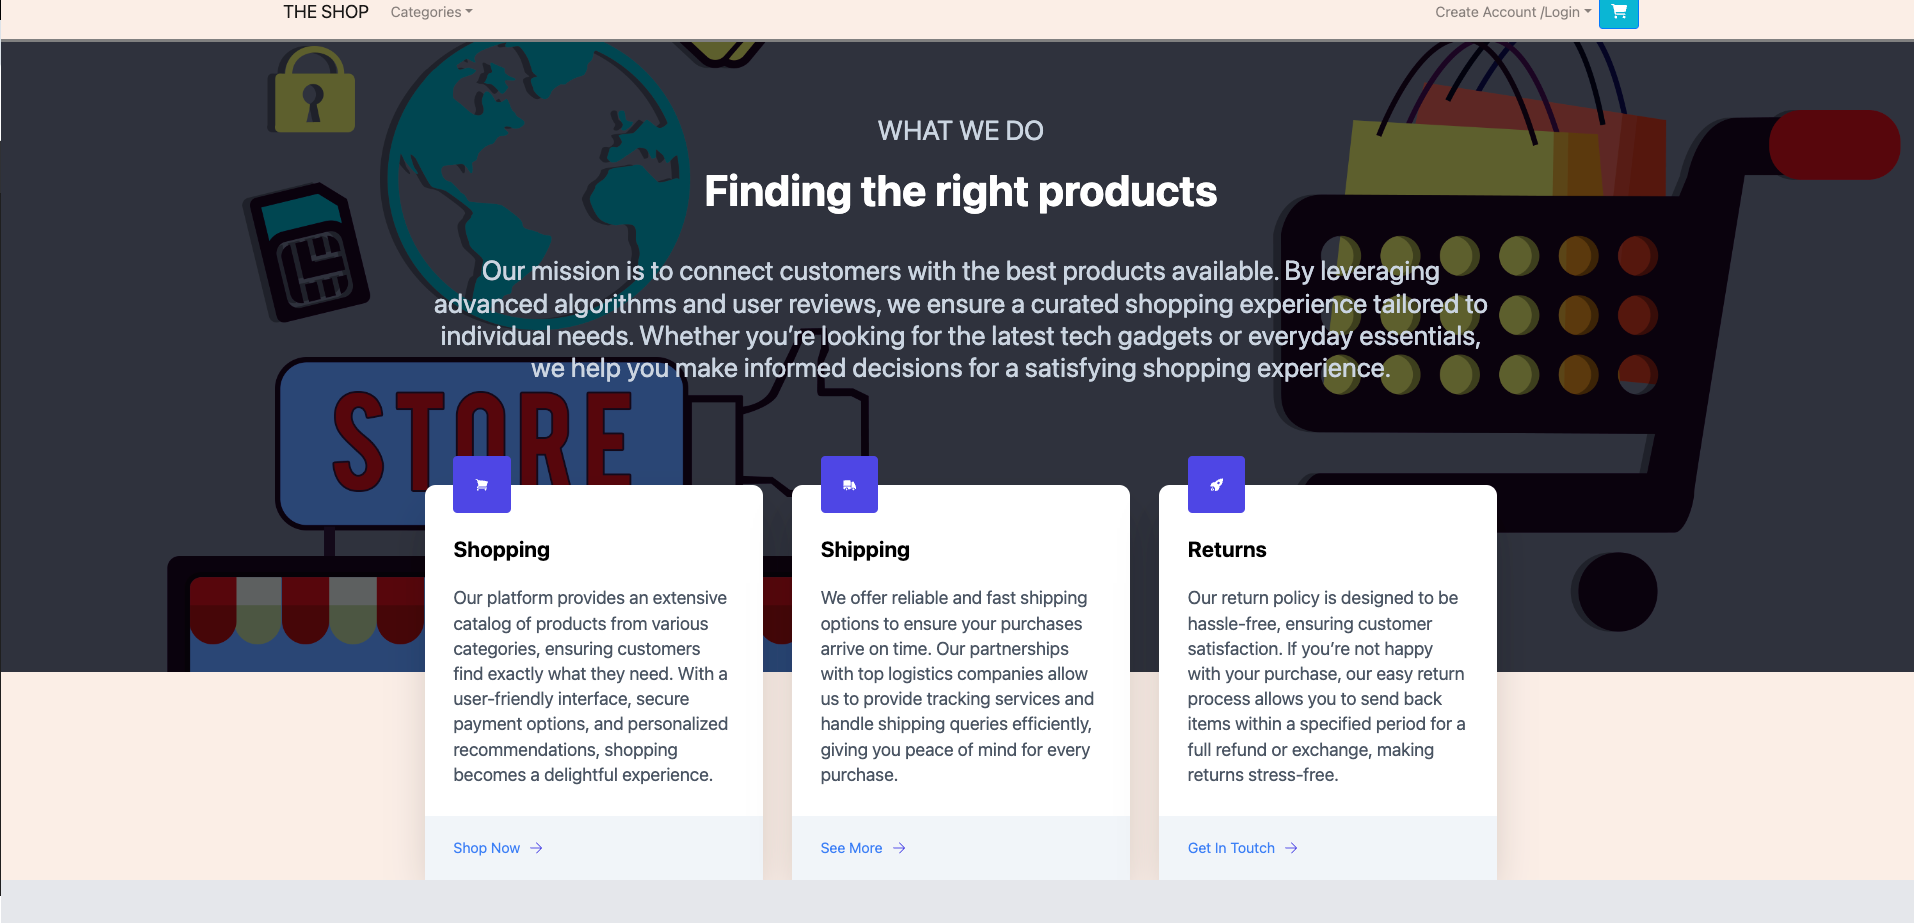 THE SHOP Categories Create Account /Login
WHAT WE DO
Finding the right products
Our mission is to connect customers with the best products available. By leveraging
advanced algorithms and user reviews, we ensure a curated shopping experience tailored to
individual needs. Whether you’re looking for the latest tech gadgets or everyday essentials,
we help you make informed decisions for a satisfying shopping experience.
STORE
Shopping
Our platform provides an extensive
catalog of products from various
categories, ensuring customers
find exactly what they need. With a
user-friendly interface, secure
payment options, and personalized
recommendations, shopping
becomes a delightful experience.
Shop Now
Shipping
We offer reliable and fast shipping
options to ensure your purchases
arrive on time. Our partnerships
with top logistics companies allow
us to provide tracking services and
handle shipping queries efficiently,
giving you peace of mind for every
purchase.
See More
Returns
Our return policy is designed to be
hassle-free, ensuring customer
satisfaction. If you’re not happy
with your purchase, our easy return
process allows you to send back
items within a specified period for a
full refund or exchange, making
returns stress-free.
Get In Toutch